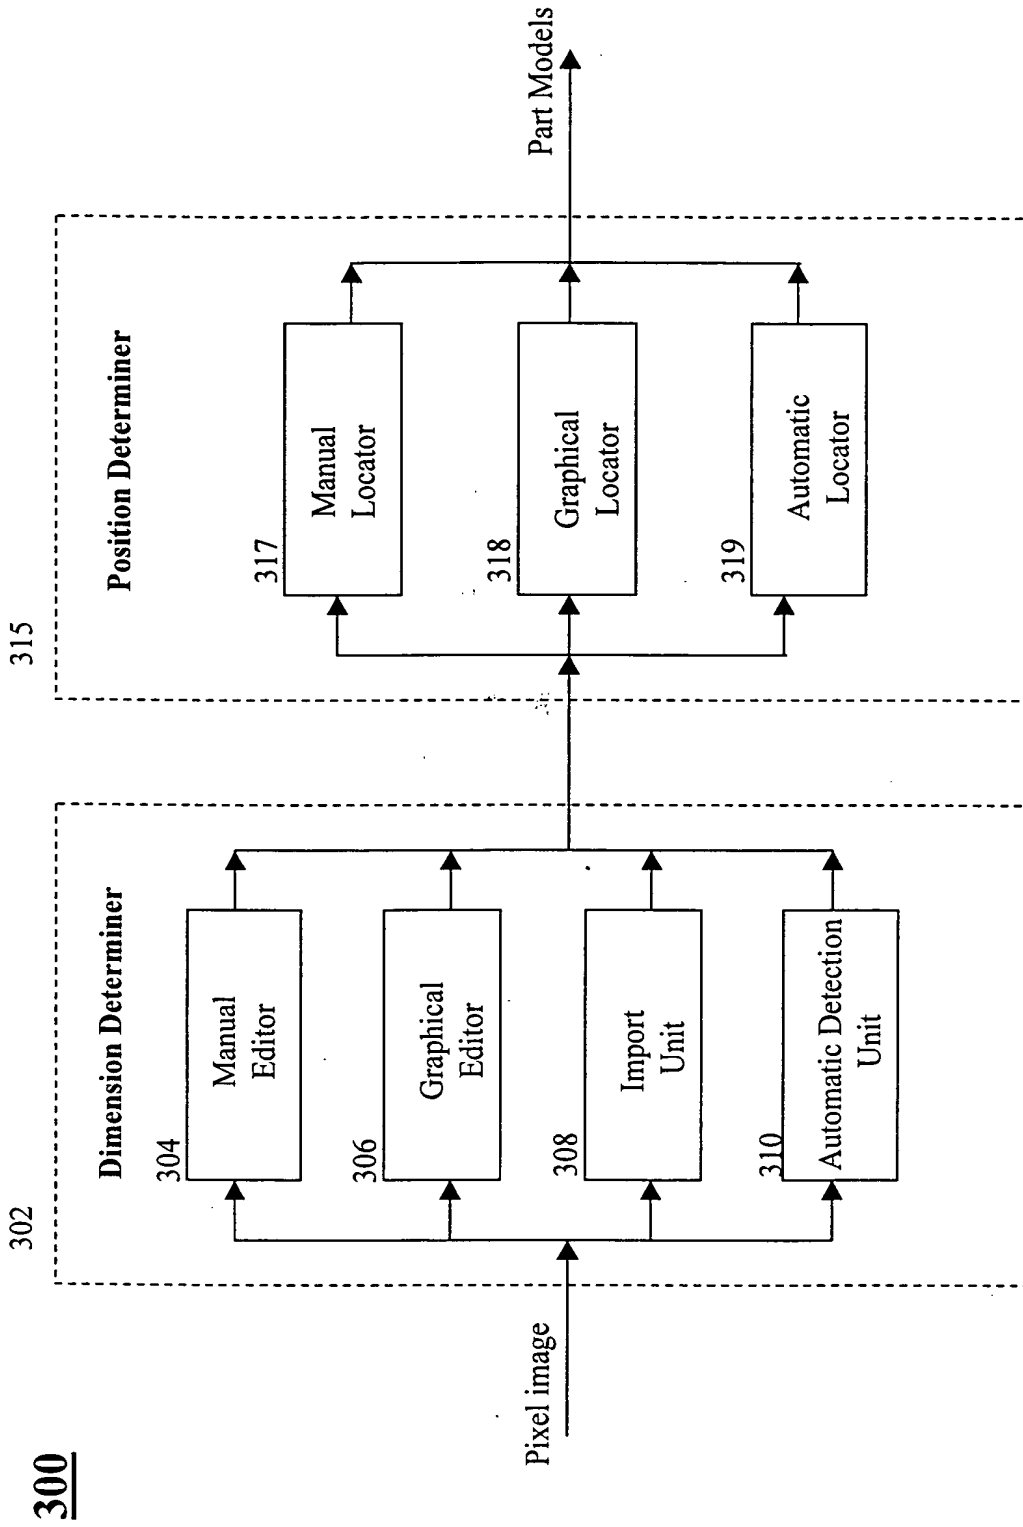 300
302
315
Dimension Determiner
Position Determiner
304
Manual
Editor
306
Graphical
Editor
308
Import
Unit
310
Automatic Detection
Unit
317
Manual
Locator
318
Graphical
Locator
319
Automatic
Locator
Pixel image
Part Models